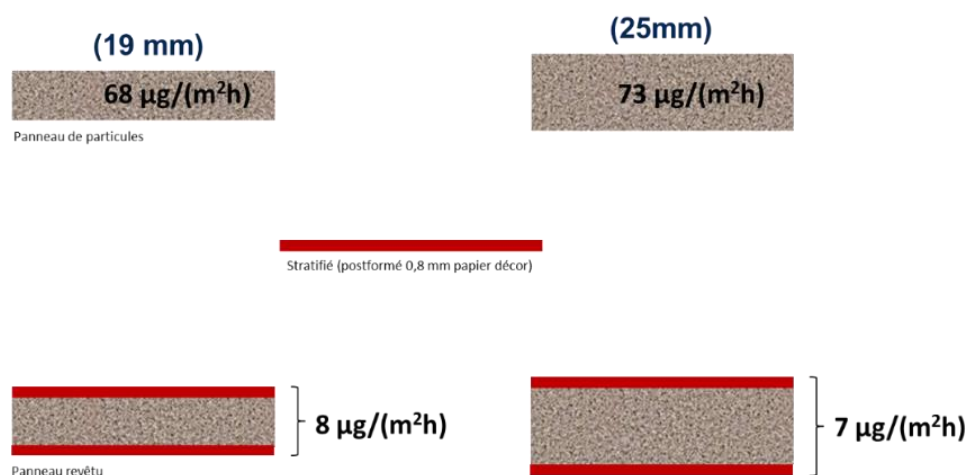 (19 mm)
(25mm)
68 µg/(m²h)
73 µg/(m²h)
Panneau de particules
Stratifié (postformé 0,8 mm papier décor)
8 µg/(m²h)
7 µg/(m²h)
Panneau revêtu